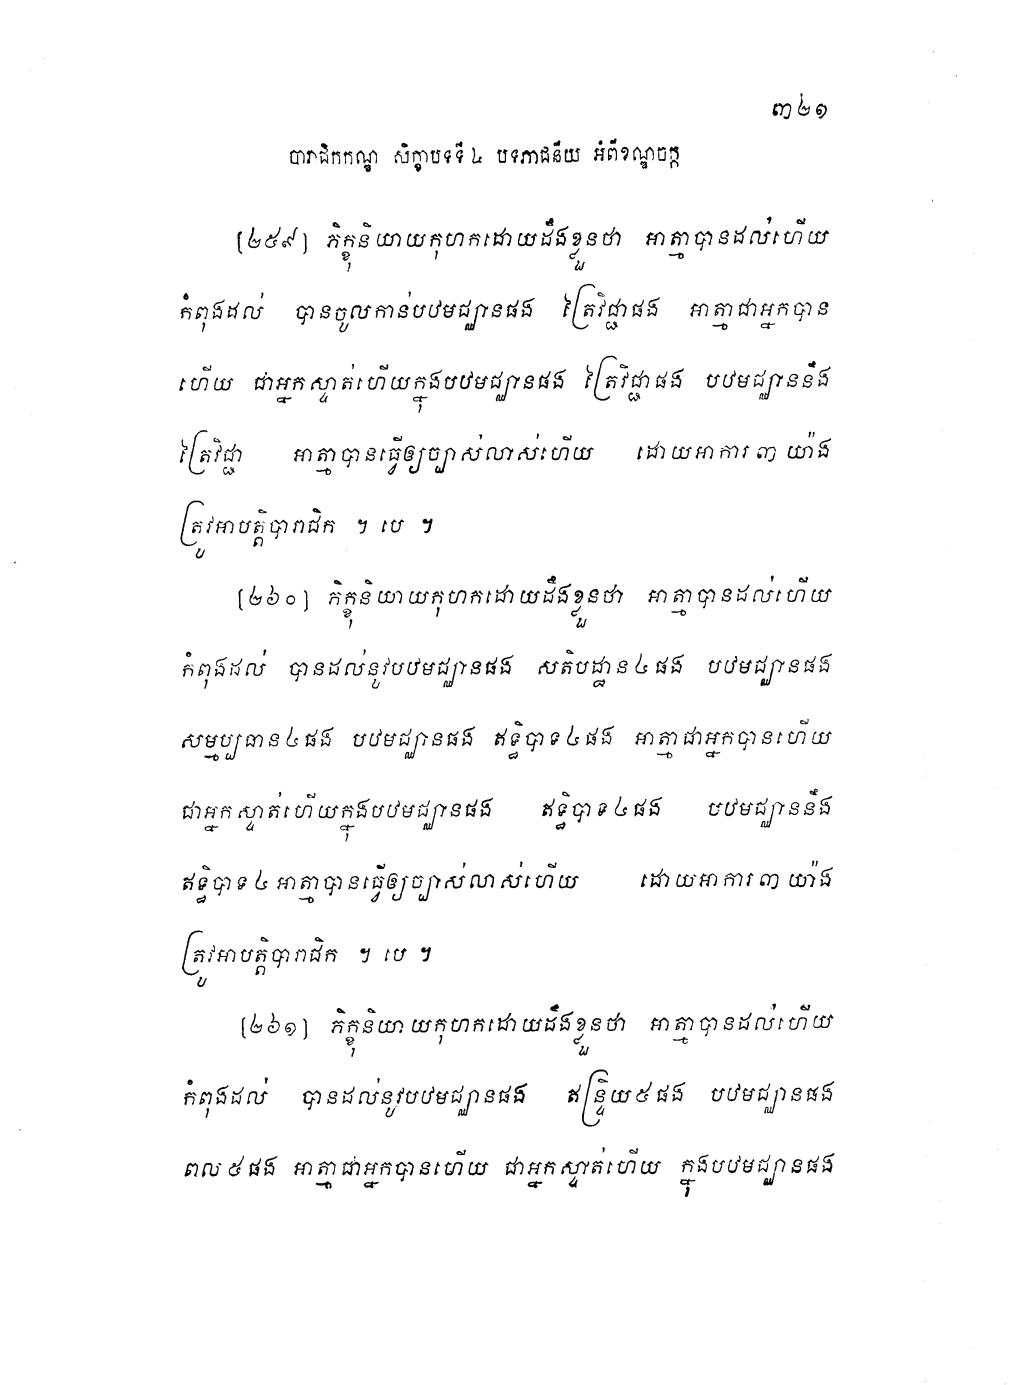 ៣២១
បារាជិកកណ្ឌ សិក្ខាបទទី ៤ បទភាជនីយ អំពីខណ្ឌចក្ក
[២៥៩] ភិក្ខុនិយាយកុហកដោយដឹងខ្លួនថា អាត្មាបានដល់ហើយ
កំពុងដល់ បានចូលកាន់បឋមជ្ឈានផង ត្រៃវិជ្ជាផង អាត្មាជាអ្នកបាន
ហើយ ជាអ្នកស្ទាត់ហើយក្នុងបឋមជ្ឈានផង ត្រៃវិជ្ជាផង បឋមជ្ឈាននឹង
ត្រៃវិជ្ជា អាត្មាបានធ្វើឲ្យច្បាស់លាស់ហើយ ដោយអាការ ៣ យ៉ាង
ត្រូវអាបត្តិបារាជិក ។ បេ ។
[២៦០] ភិក្ខុនិយាយកុហកដោយដឹងខ្លួនថា អាត្មាបានដល់ហើយ
កំពុងដល់ បានដល់នូវបឋមជ្ឈានផង សតិបដ្ឋាន ៤ ផង បឋមជ្ឈានផង
សម្មប្បធាន ៤ ផង បឋមជ្ឈានផង ឥទ្ធិបាទ ៤ ផង អាត្មាជាអ្នកបានហើយ
ជាអ្នកស្ទាត់ហើយក្នុងបឋមជ្ឈានផង ឥទ្ធិបាទ ៤ ផង បឋមជ្ឈាននឹង
ឥទ្ធិបាទ ៤ អាត្មាបានធ្វើឲ្យច្បាស់លាស់ហើយ ដោយអាការ ៣ យ៉ាង
ត្រូវអាបត្តិបារាជិក ។ បេ ។
[២៦១] ភិក្ខុនិយាយកុហកដោយដឹងខ្លួនថា អាត្មាបានដល់ហើយ
កំពុងដល់ បានដល់នូវបឋមជ្ឈានផង ឥន្ទ្រិយ ៥ ផង បឋមជ្ឈានផង
ពល ៥ ផង អាត្មាជាអ្នកបានហើយ ជាអ្នកស្ទាត់ហើយ ក្នុងបឋមជ្ឈានផង